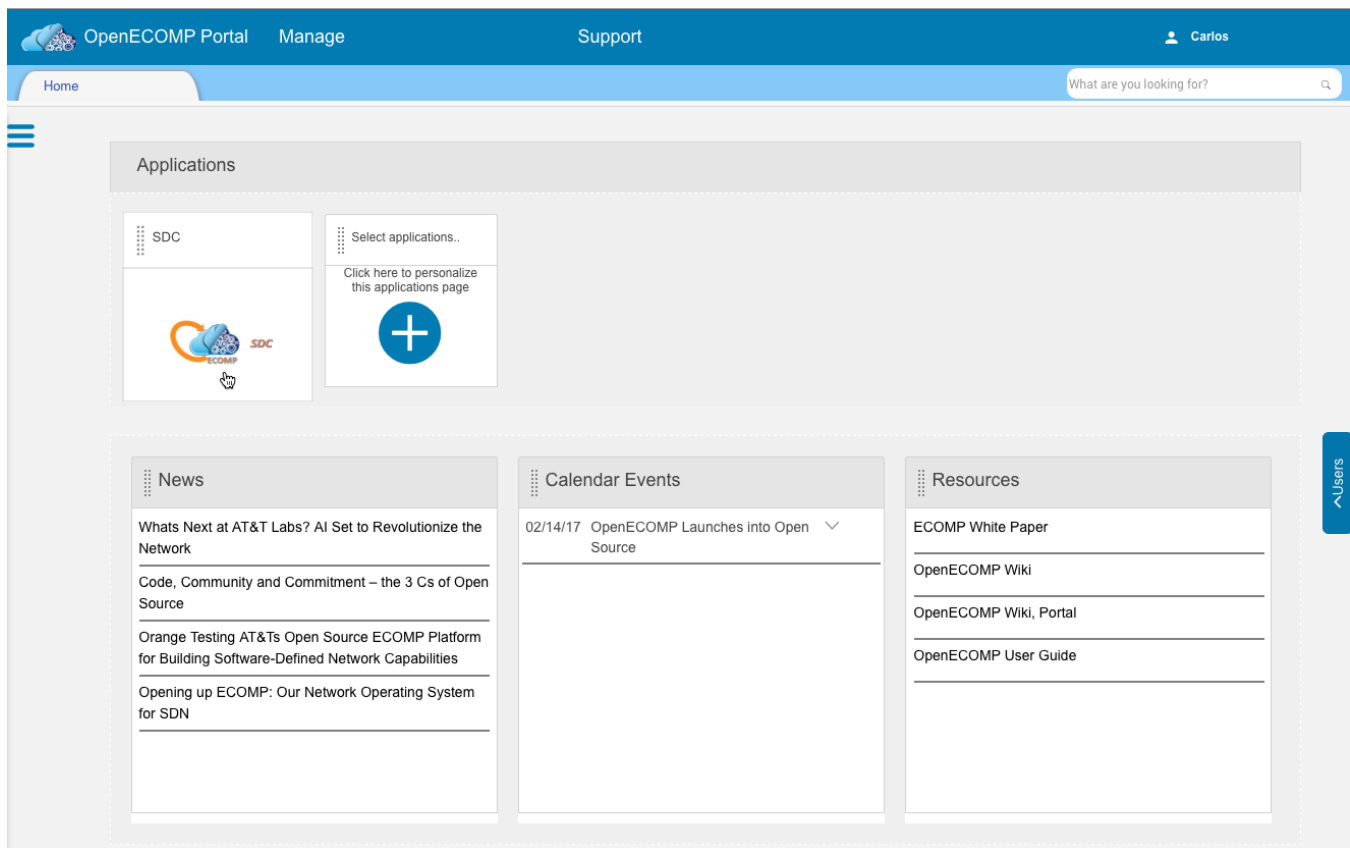 OpenECOMP Portal
Manage
Support
Carlos
Home
What are you looking for?
Applications
SDC
Select applications..
Click here to personalize
this applications page
ECOMP
SDC
Users
News
Whats Next at AT&T Labs? AI Set to Revolutionize the
Network
Code, Community and Commitment – the 3 Cs of Open
Source
Orange Testing AT&Ts Open Source ECOMP Platform
for Building Software-Defined Network Capabilities
Opening up ECOMP: Our Network Operating System
for SDN
Calendar Events
02/14/17 OpenECOMP Launches into Open
Source
Resources
ECOMP White Paper
OpenECOMP Wiki
OpenECOMP Wiki, Portal
OpenECOMP User Guide